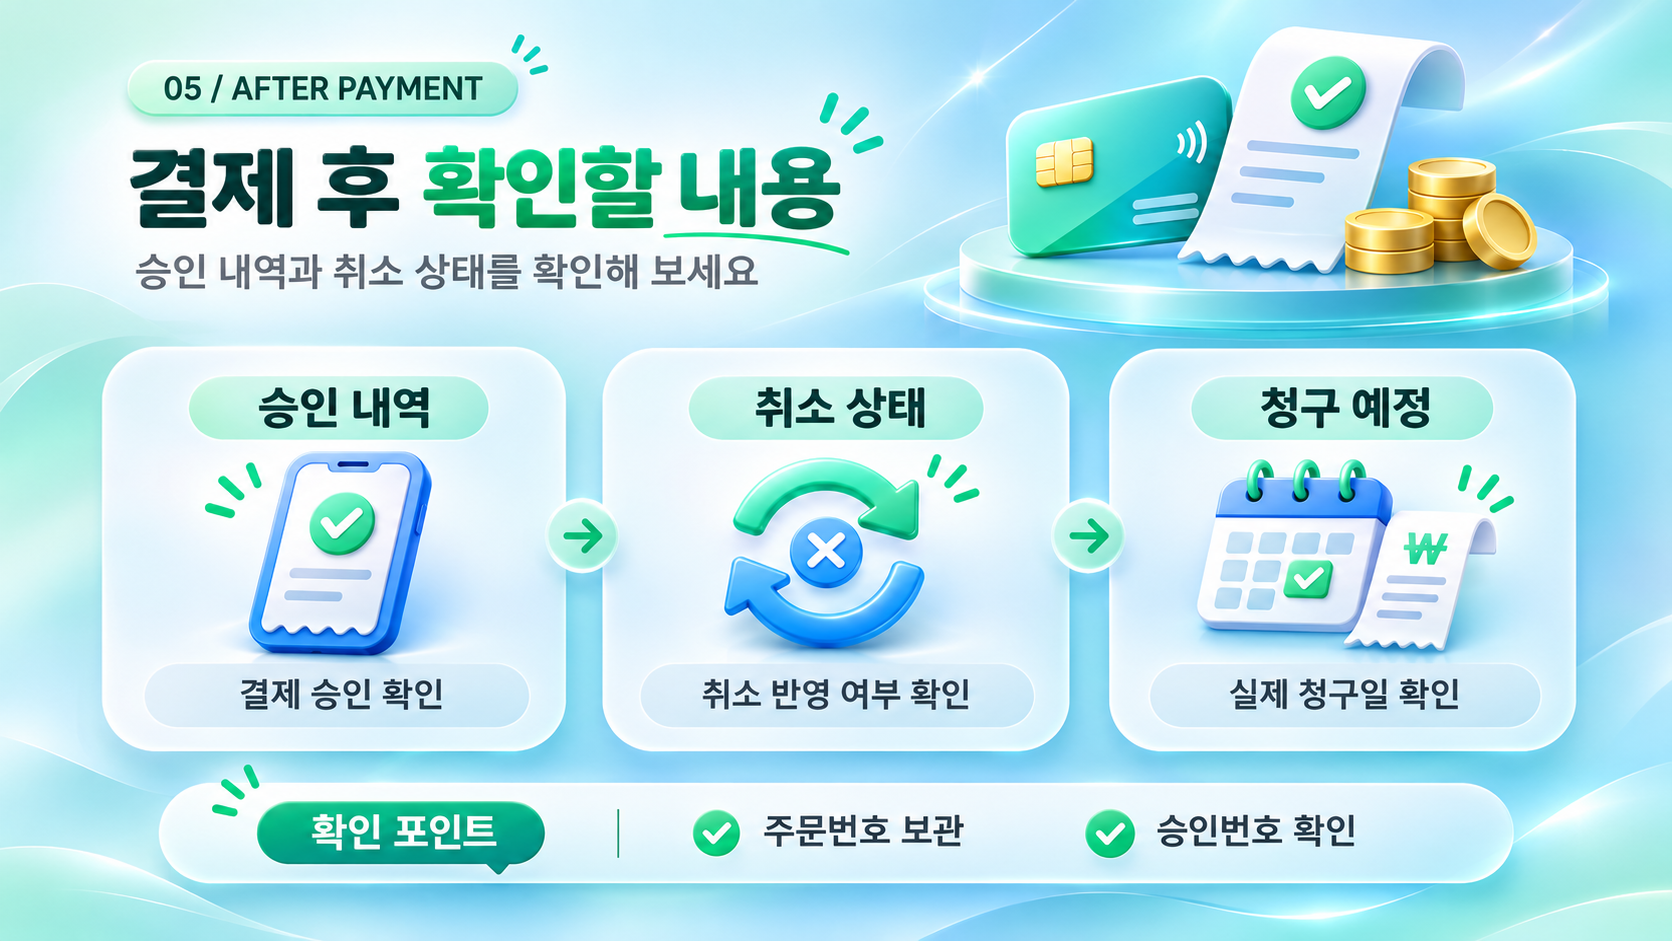 05 / AFTER PAYMENT
결제 후 확인할 내용
승인 내역과 취소 상태를 확인해 보세요
승인 내역
취소 상태
청구 예정
₩
결제 승인 확인
취소 반영 여부 확인
실제 청구일 확인
확인 포인트
주문번호 보관
승인번호 확인